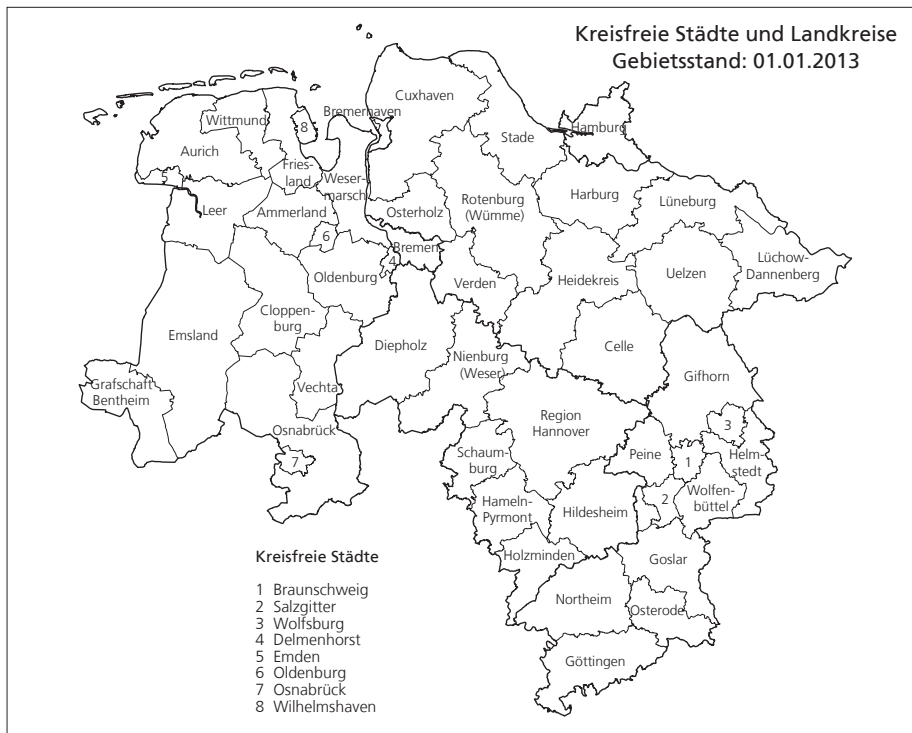 Kreisfreie Städte und Landkreise
Gebietsstand: 01.01.2013
Cuxhaven
Bremerhaven
Wittmund
8
Hamburg
Stade
Aurich
Fries-
land
5
Weser-
marsch
Harburg
Lüneburg
Leer
Ammerland
Osterholz
Rotenburg
(Wümme)
6
Bremen
4
Lüchow-
Dannenberg
Oldenburg
Verden
Heidekreis
Uelzen
Cloppen-
burg
Emsland
Diepholz
Nienburg
(Weser)
Celle
Grafschaft
Bentheim
Vechta
Gifhorn
Region
Hannover
3
Osnabrück
7
Schaum-
burg
Peine
1
Helm-
stedt
2
Wolfen-
büttel
Hameln-
Pyrmont
Hildesheim
Holzminden
Goslar
Northeim
Osterode
Göttingen
Kreisfreie Städte
1 Braunschweig
2 Salzgitter
3 Wolfsburg
4 Delmenhorst
5 Emden
6 Oldenburg
7 Osnabrück
8 Wilhelmshaven